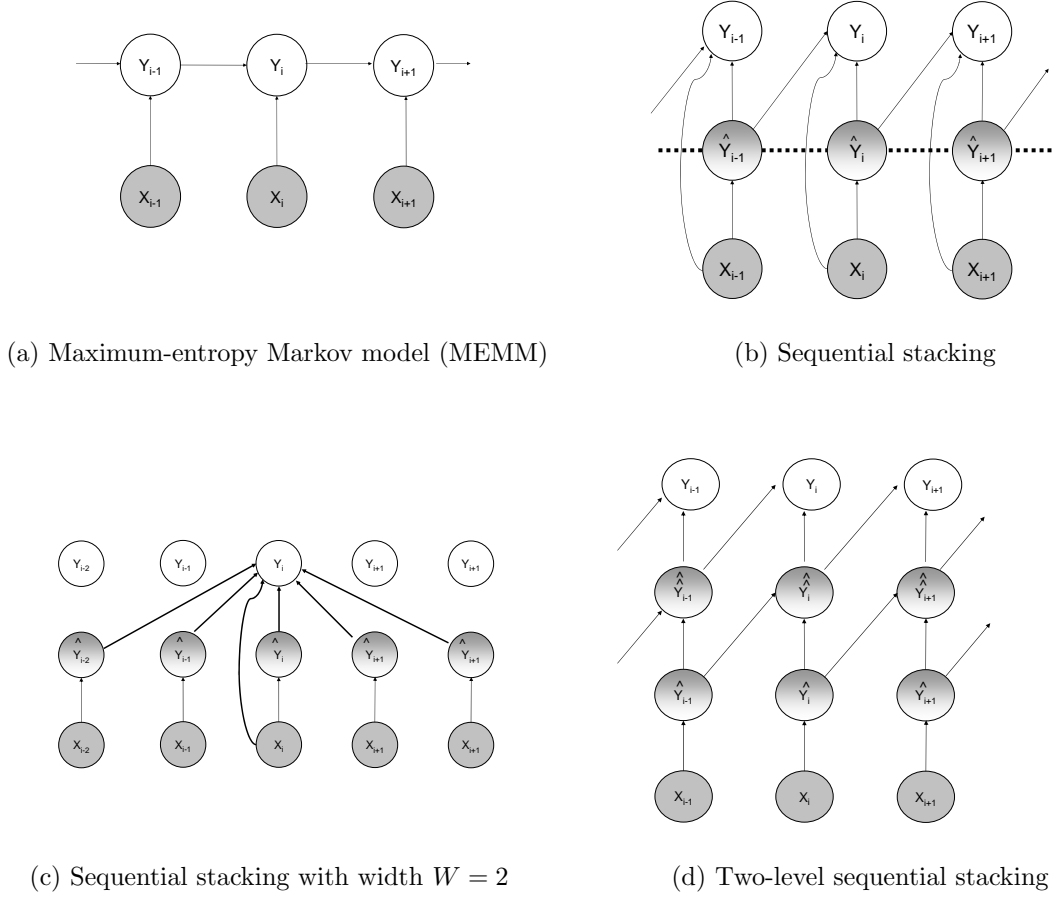 Y_{i-1} Y_i Y_{i+1}
X_{i-1} X_i X_{i+1}
(a) Maximum-entropy Markov model (MEMM)
Y_{i-1} Y_i Y_{i+1}
Ŷ_{i-1} Ŷ_i Ŷ_{i+1}
X_{i-1} X_i X_{i+1}
(b) Sequential stacking
Y_{i-2} Y_{i-1} Y_i Y_{i+1} Y_{i+1}
Ŷ_{i-2} Ŷ_{i-1} Ŷ_i Ŷ_{i+1} Ŷ_{i+1}
X_{i-2} X_{i-1} X_i X_{i+1} X_{i+1}
(c) Sequential stacking with width W = 2
Y_{i-1} Y_i Y_{i+1}
Ŷ̂_{i-1} Ŷ̂_i Ŷ̂_{i+1}
Ŷ_{i-1} Ŷ_i Ŷ_{i+1}
X_{i-1} X_i X_{i+1}
(d) Two-level sequential stacking